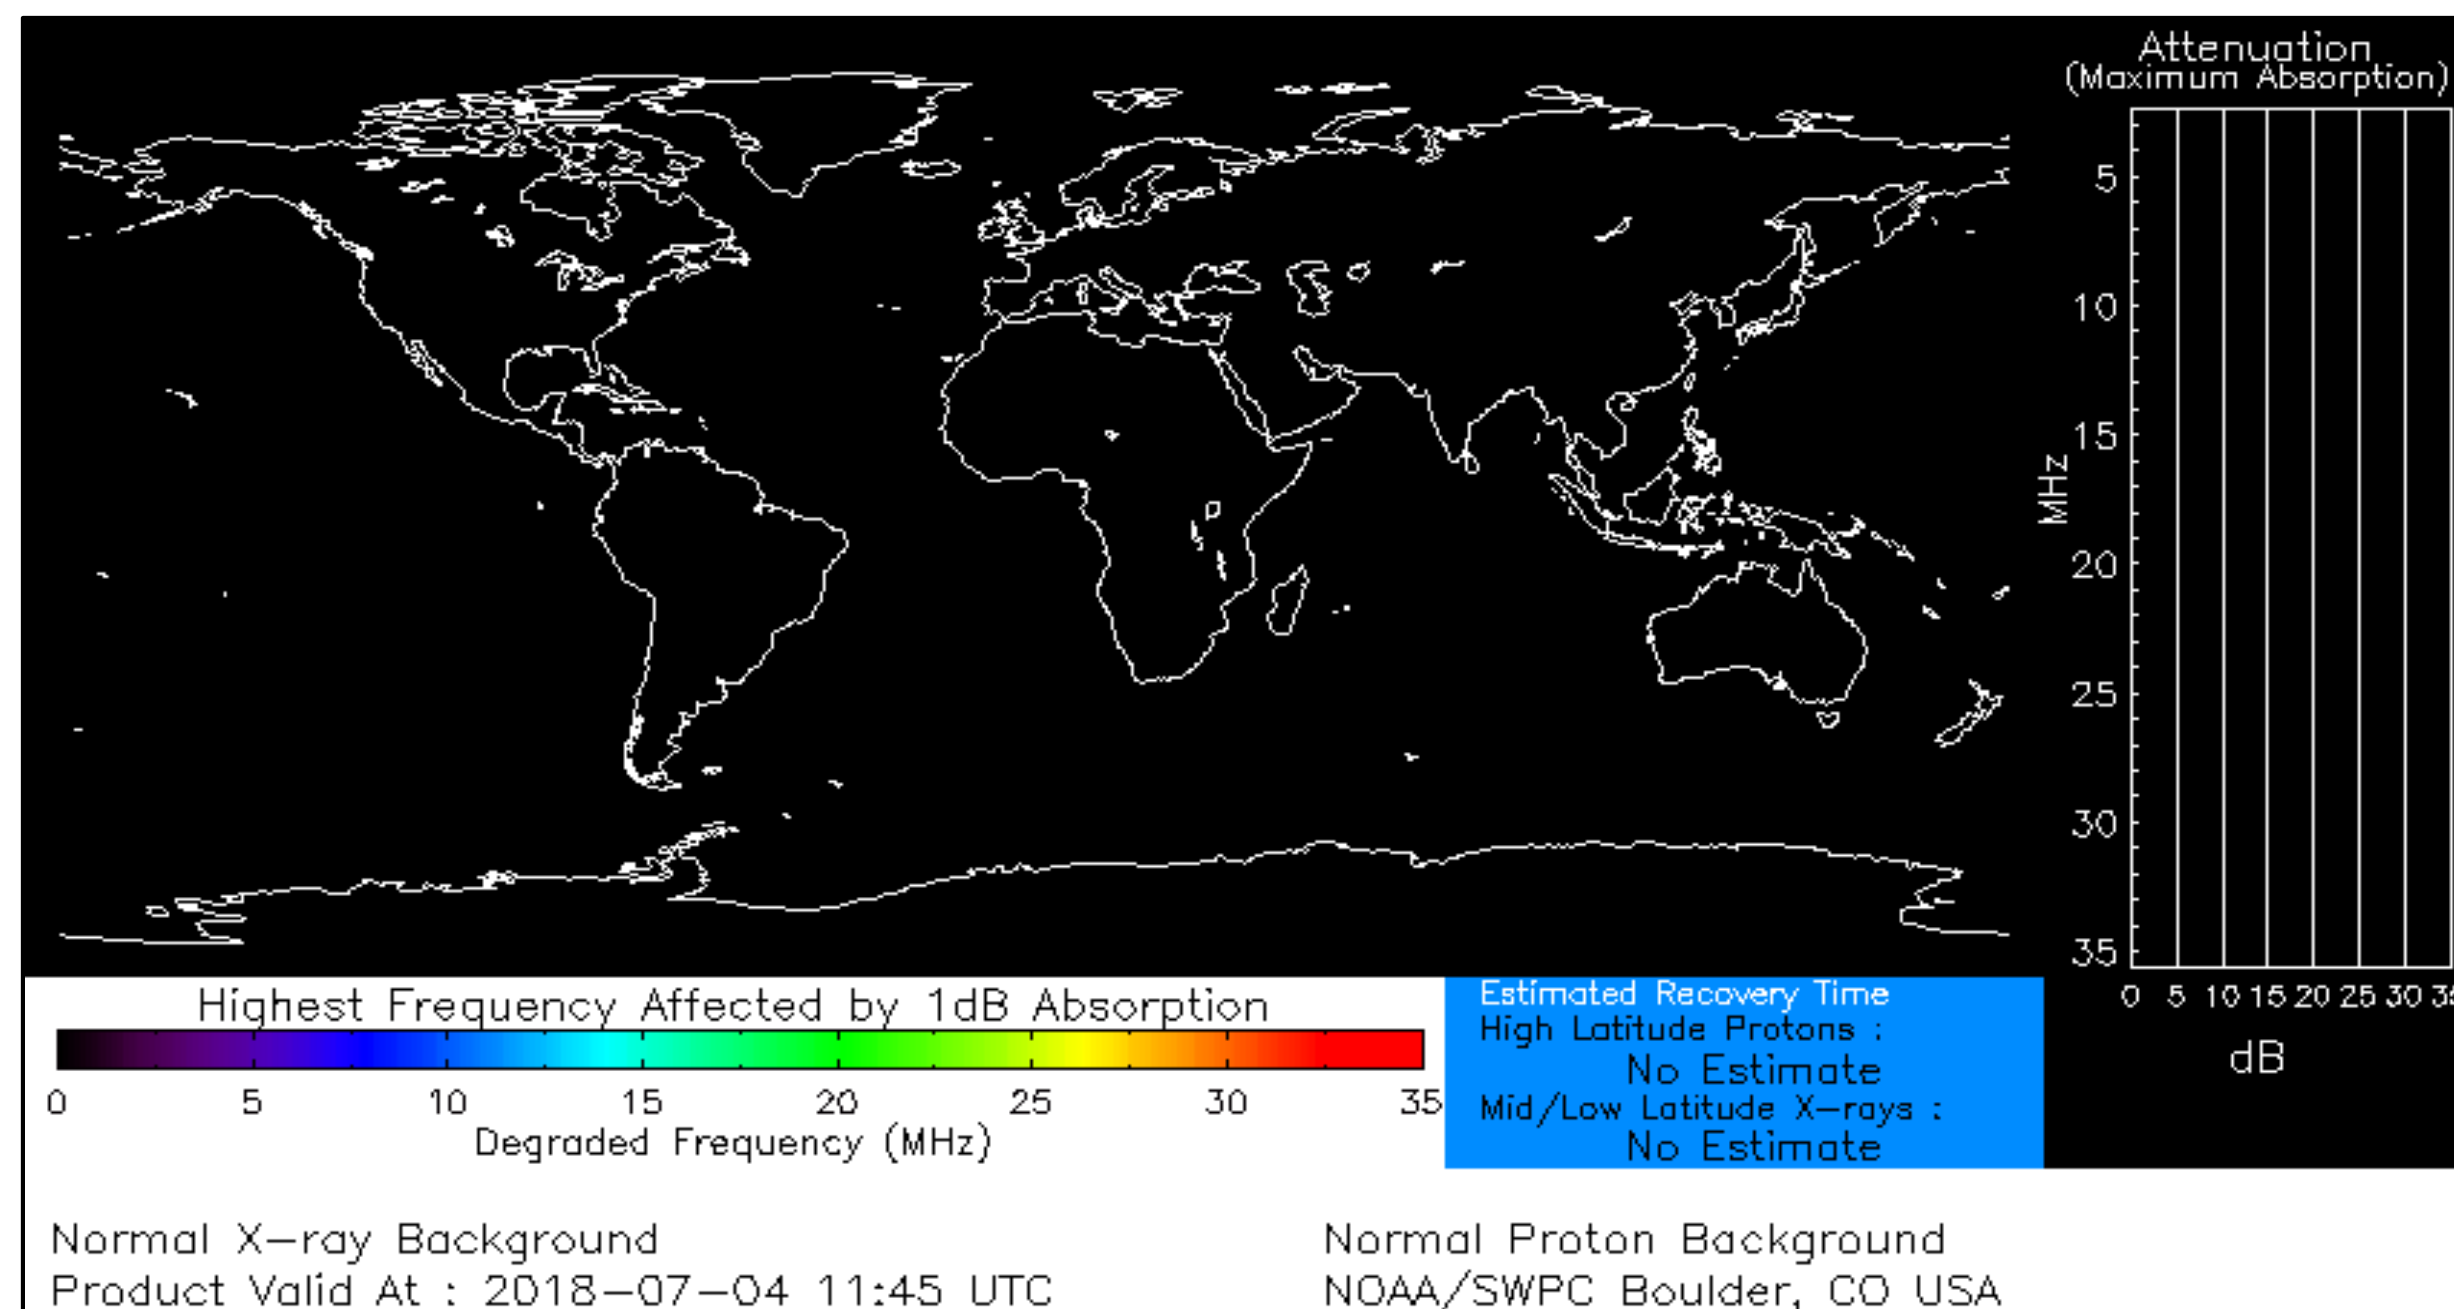 Attenuation
(Maximum Absorption)
5
10
15
20
25
30
35
MHz
0 5 10 15 20 25 30
dB
Highest Frequency Affected by 1dB Absorption
0 5 10 15 20 25 30 35
Degraded Frequency (MHz)
Estimated Recovery Time
High Latitude Protons :
No Estimate
Mid/Low Latitude X-rays :
No Estimate
Normal X-ray Background
Normal Proton Background
Product Valid At : 2018-07-04 11:45 UTC
NOAA/SWPC Boulder, CO USA